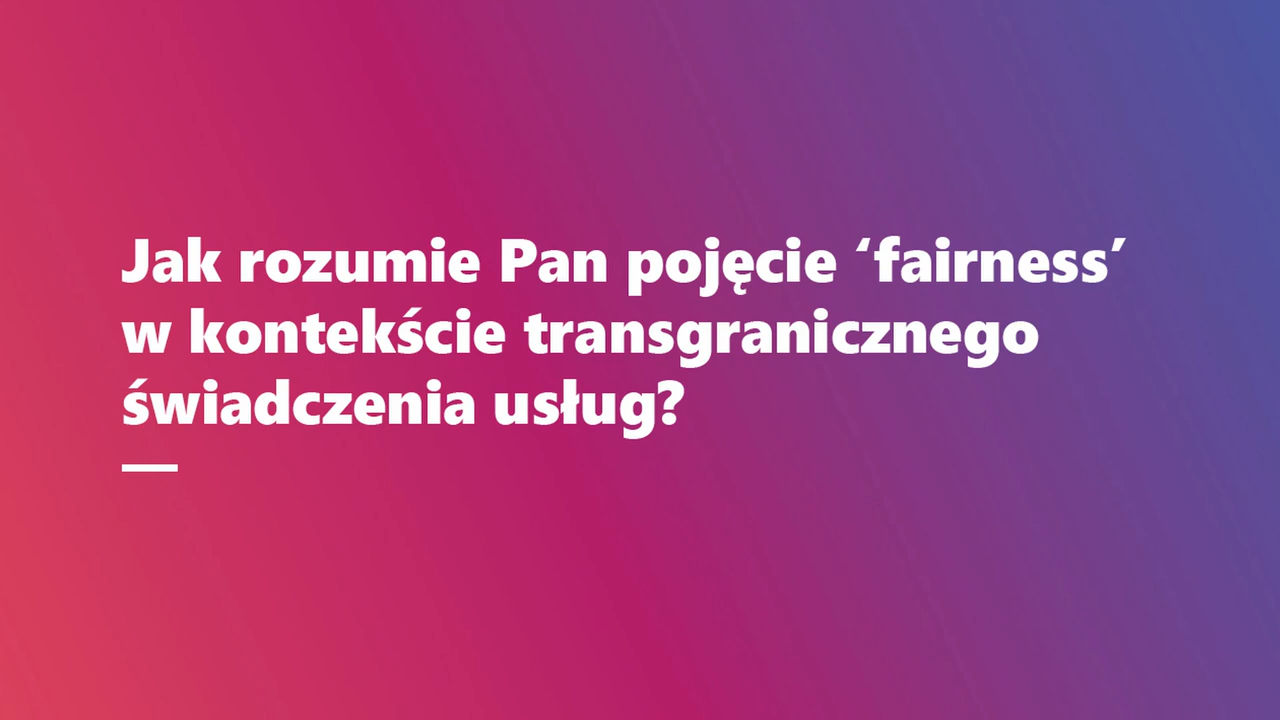 Jak rozumie Pan pojęcie ‘fairness’
w kontekście transgranicznego
świadczenia usług?